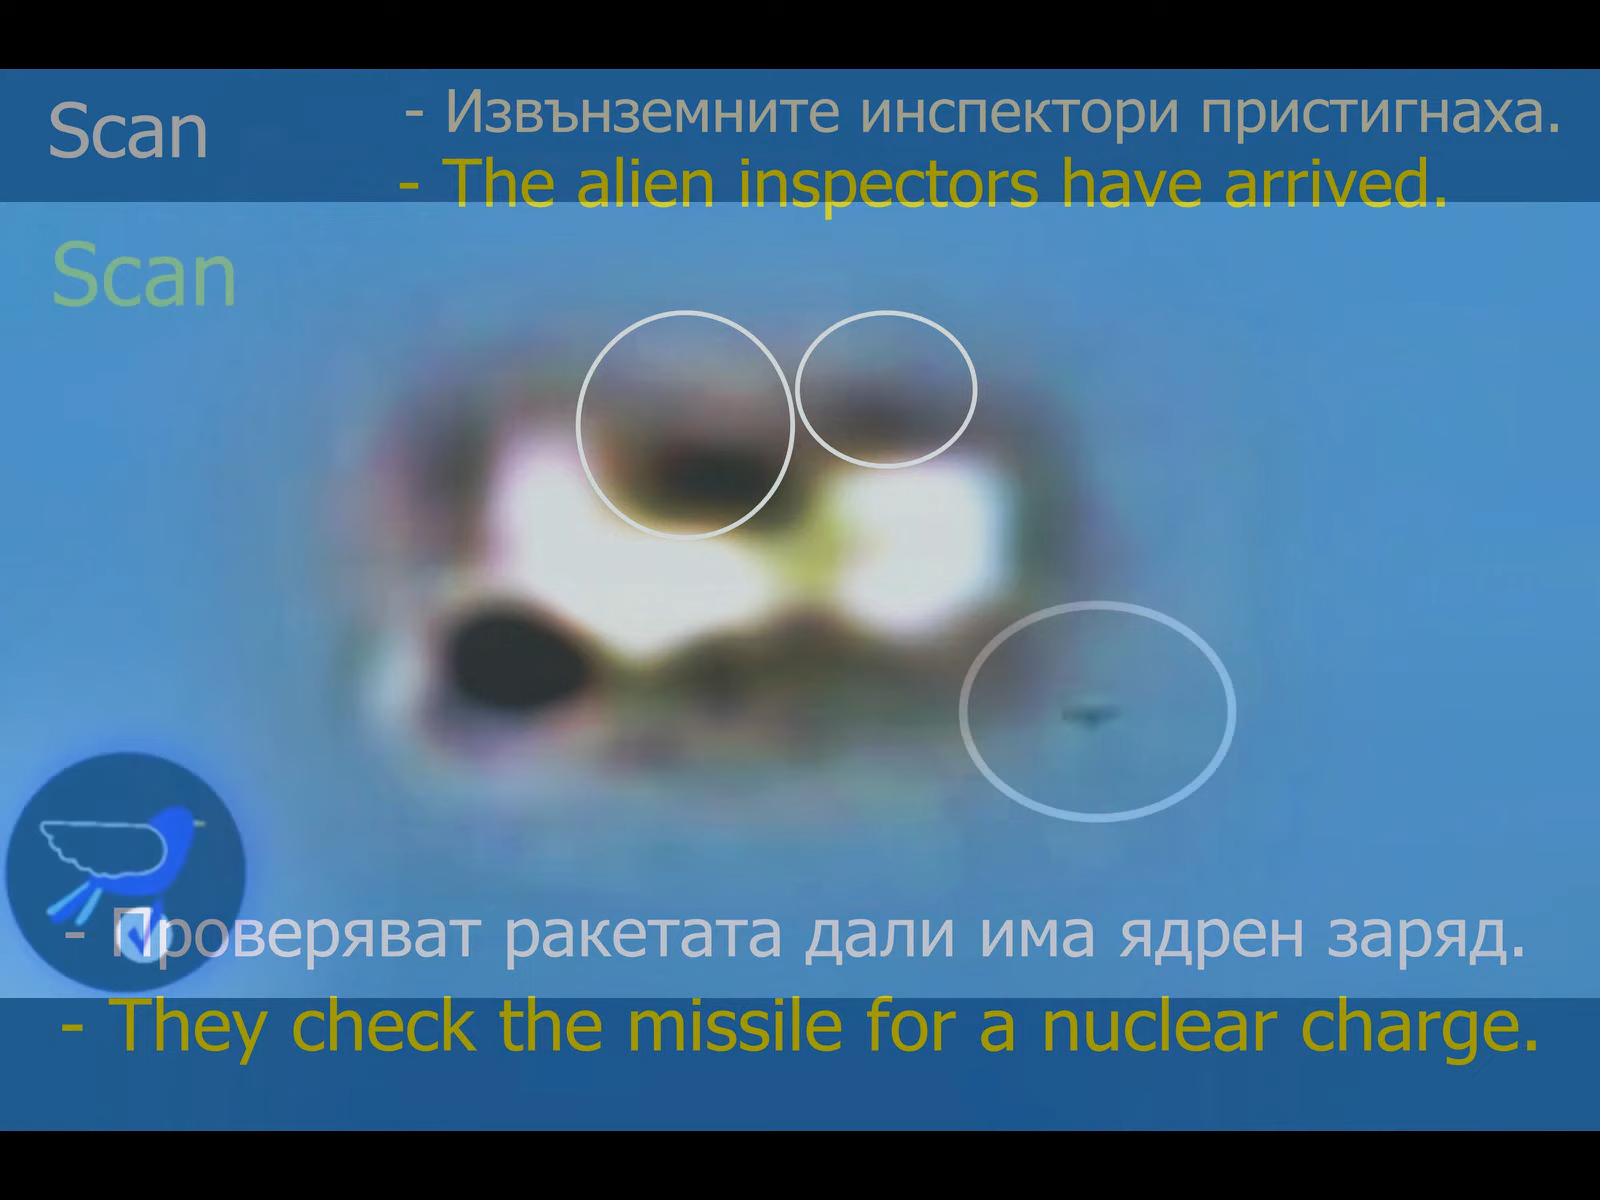 Scan
- Извънземните инспектори пристигнаха.
- The alien inspectors have arrived.
Scan
- Проверяват ракетата дали има ядрен заряд.
- They check the missile for a nuclear charge.